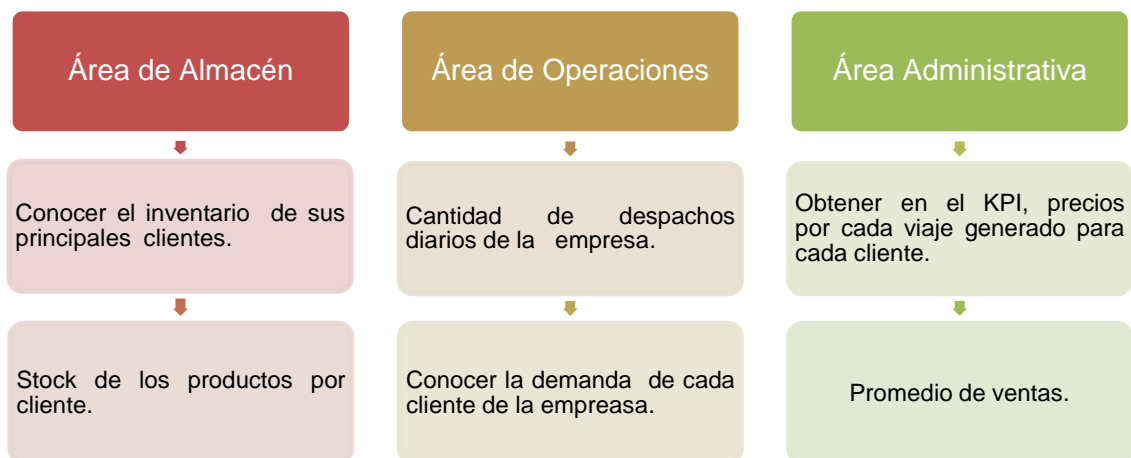 Área de Almacén
Conocer el inventario de sus
principales clientes.
Stock de los productos por
cliente.
Área de Operaciones
Cantidad de despachos
diarios de la empresa.
Conocer la demanda de cada
cliente de la empreasa.
Área Administrativa
Obtener en el KPI, precios
por cada viaje generado para
cada cliente.
Promedio de ventas.